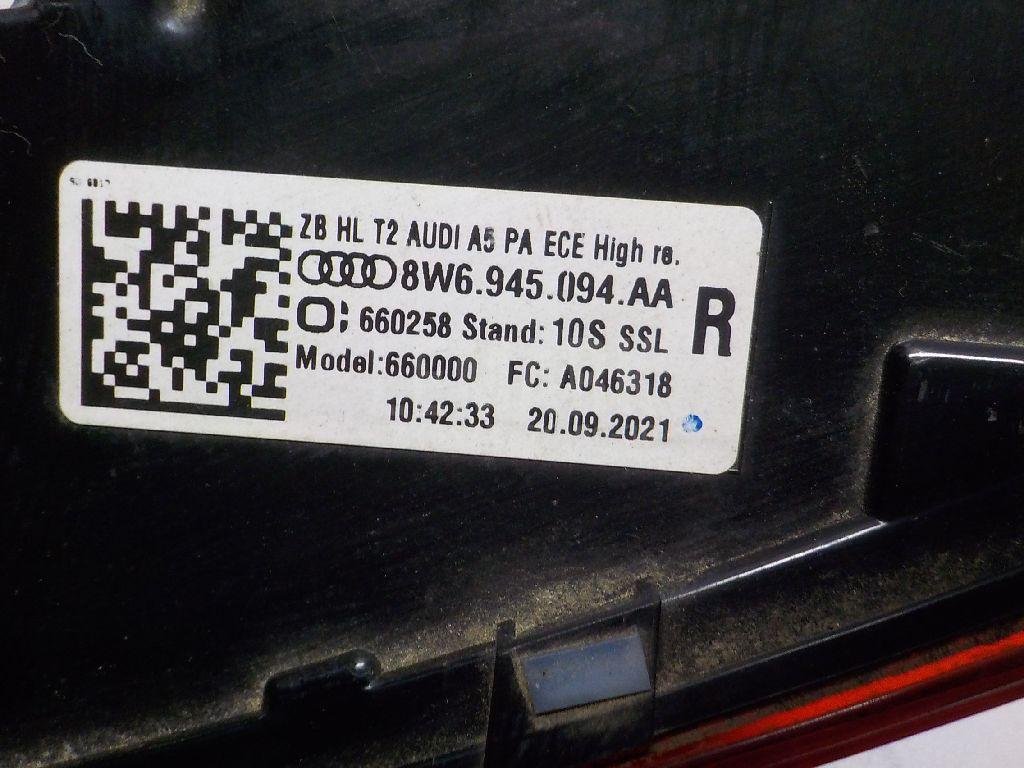 ZB HL T2 AUDI A5 PA ECE High re.
8W6.945.094.AA
R
: 660258 Stand: 10S SSL
Model:660000 FC: A046318
10:42:33 20.09.2021